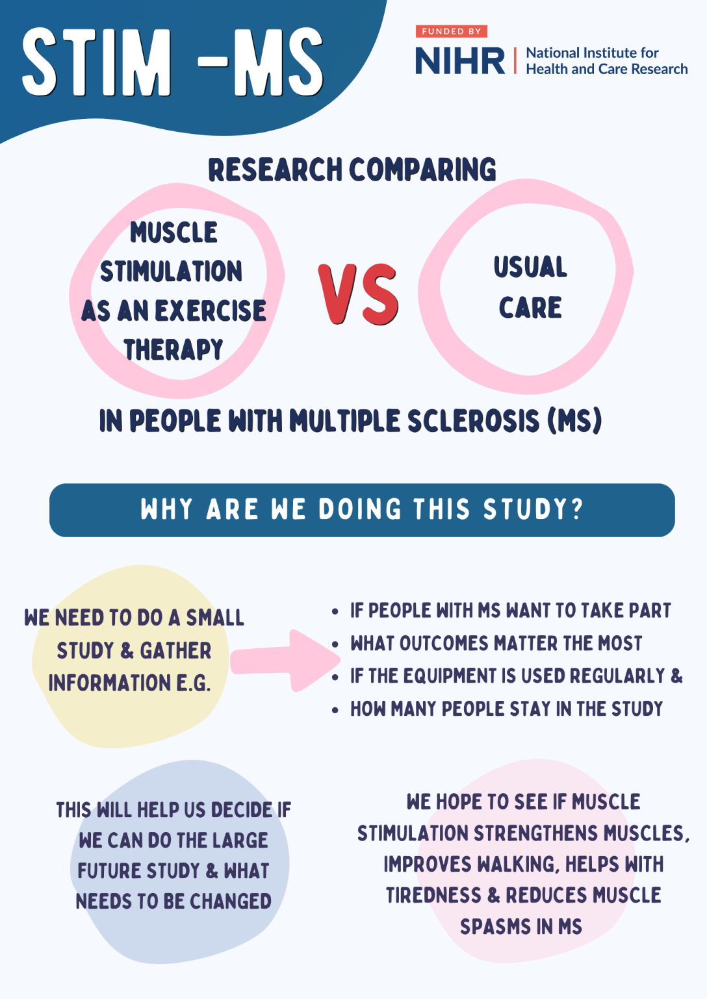 STIM -MS
FUNDED BY
NIHR | National Institute for
Health and Care Research
RESEARCH COMPARING
MUSCLE
STIMULATION
AS AN EXERCISE
THERAPY
VS
USUAL
CARE
IN PEOPLE WITH MULTIPLE SCLEROSIS (MS)
WHY ARE WE DOING THIS STUDY?
WE NEED TO DO A SMALL
STUDY & GATHER
INFORMATION E.G.
• IF PEOPLE WITH MS WANT TO TAKE PART
• WHAT OUTCOMES MATTER THE MOST
• IF THE EQUIPMENT IS USED REGULARLY &
• HOW MANY PEOPLE STAY IN THE STUDY
THIS WILL HELP US DECIDE IF
WE CAN DO THE LARGE
FUTURE STUDY & WHAT
NEEDS TO BE CHANGED
WE HOPE TO SEE IF MUSCLE
STIMULATION STRENGTHENS MUSCLES,
IMPROVES WALKING, HELPS WITH
TIREDNESS & REDUCES MUSCLE
SPASMS IN MS